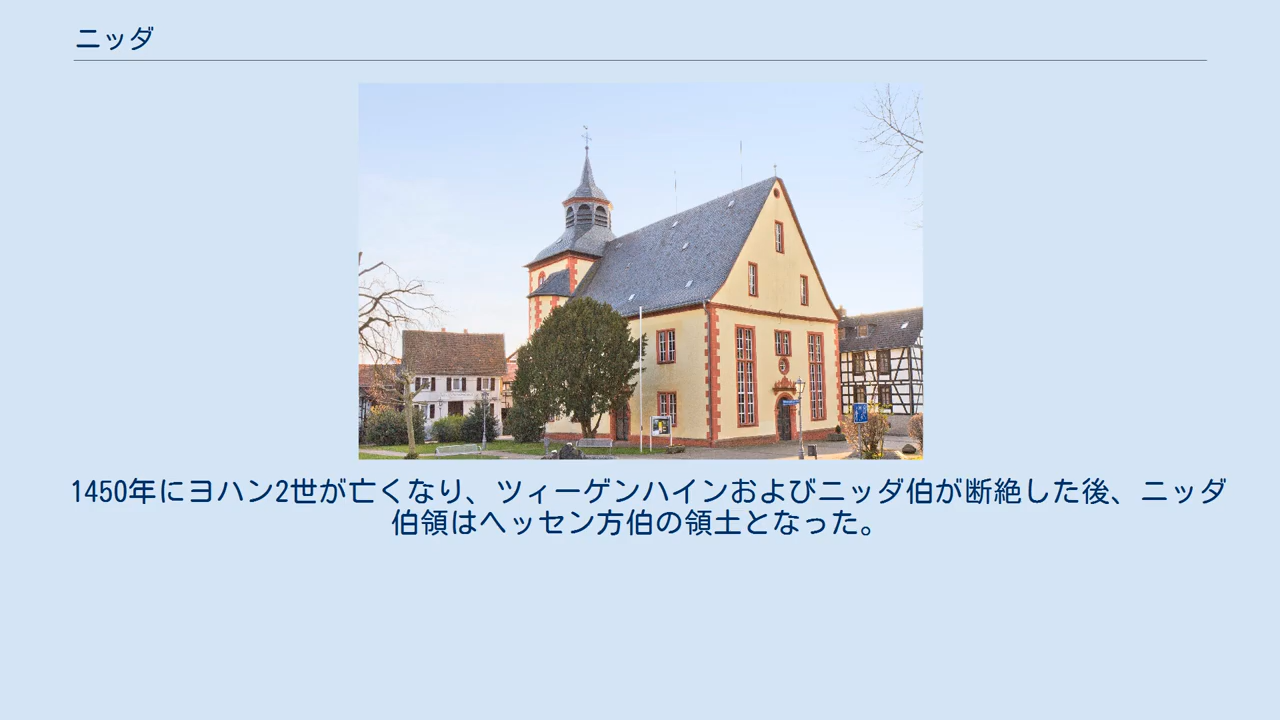 ニッダ
1450年にヨハン2世が亡くなり、ツィーゲンハインおよびニッダ伯が断絶した後、ニッダ
伯領はヘッセン方伯の領土となった。